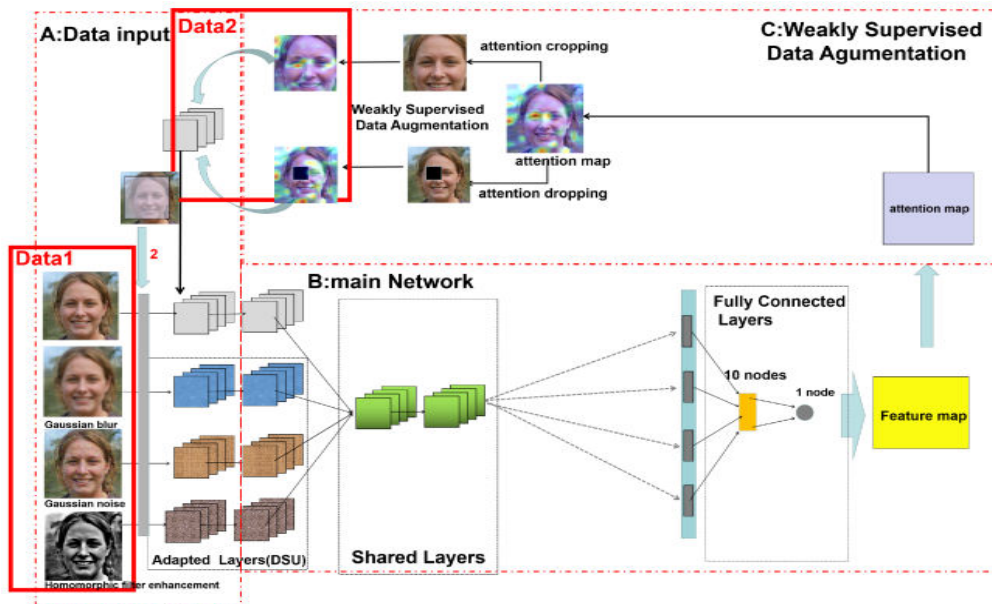 A:Data input
Data2
attention cropping
C:Weakly Supervised
Data Agumentation
Weakly Supervised
Data Augmentation
attention map
attention dropping
attention map
2
Data1
B:main Network
Fully Connected
Layers
10 nodes
1 node
Feature map
Gaussian blur
Gaussian noise
Adapted Layers(DSU)
Shared Layers
Homomorphic filter enhancement